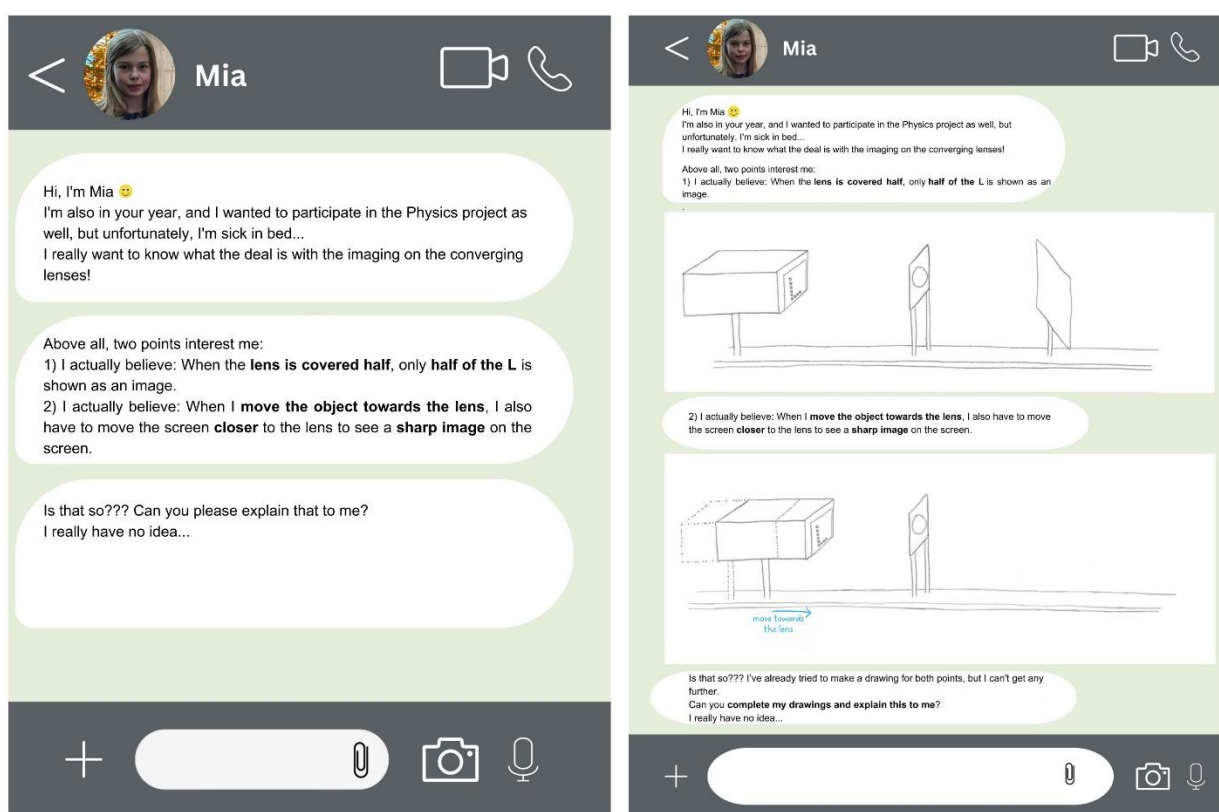 Mia
Hi, I'm Mia 🙂
I'm also in your year, and I wanted to participate in the Physics project as
well, but unfortunately, I'm sick in bed...
I really want to know what the deal is with the imaging on the converging
lenses!
Above all, two points interest me:
1) I actually believe: When the lens is covered half, only half of the L is
shown as an image.
2) I actually believe: When I move the object towards the lens, I also
have to move the screen closer to the lens to see a sharp image on the
screen.
Is that so??? Can you please explain that to me?
I really have no idea...
Mia
Hi, I'm Mia 🙂
I'm also in your year, and I wanted to participate in the Physics project as well, but
unfortunately, I'm sick in bed...
I really want to know what the deal is with the imaging on the converging lenses!
Above all, two points interest me:
1) I actually believe: When the lens is covered half, only half of the L is shown as an
image.
.
2) I actually believe: When I move the object towards the lens, I also have to move
the screen closer to the lens to see a sharp image on the screen.
move towards
the lens
Is that so??? I've already tried to make a drawing for both points, but I can't get any
further.
Can you complete my drawings and explain this to me?
I really have no idea...